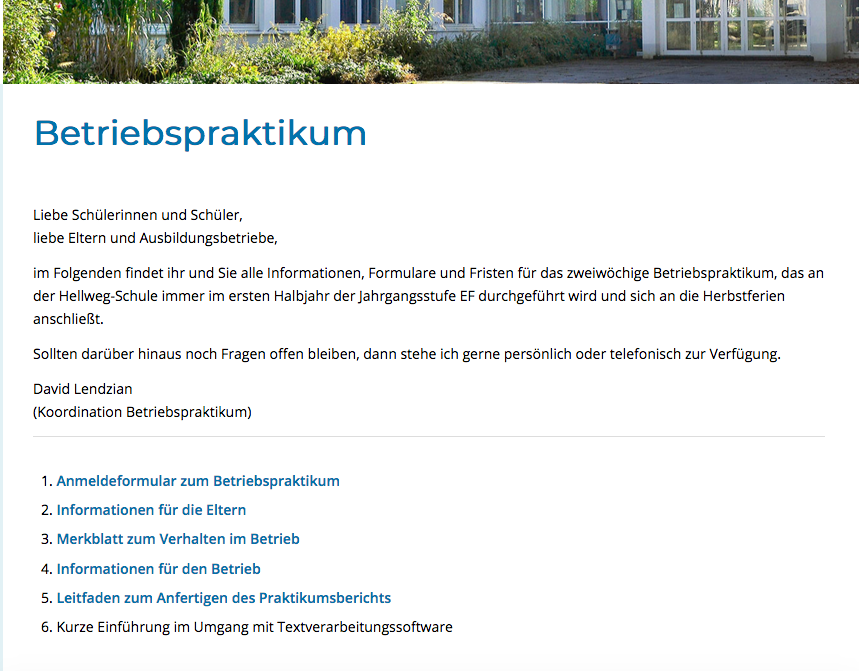 Betriebspraktikum
Liebe Schülerinnen und Schüler,
liebe Eltern und Ausbildungsbetriebe,
im Folgenden findet ihr und Sie alle Informationen, Formulare und Fristen für das zweiwöchige Betriebspraktikum, das an
der Hellweg-Schule immer im ersten Halbjahr der Jahrgangsstufe EF durchgeführt wird und sich an die Herbstferien
anschließt.
Sollten darüber hinaus noch Fragen offen bleiben, dann stehe ich gerne persönlich oder telefonisch zur Verfügung.
David Lendzian
(Koordination Betriebspraktikum)
1. Anmeldeformular zum Betriebspraktikum
2. Informationen für die Eltern
3. Merkblatt zum Verhalten im Betrieb
4. Informationen für den Betrieb
5. Leitfaden zum Anfertigen des Praktikumsberichts
6. Kurze Einführung im Umgang mit Textverarbeitungssoftware